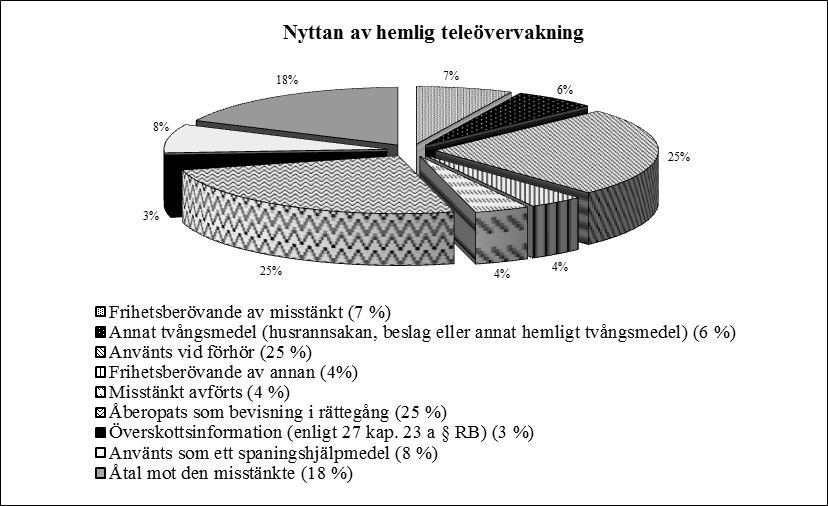 Nyttan av hemlig teleövervakning
18%
7%
6%
8%
25%
3%
25%
4%
4%
Frihetsberövande av misstänkt (7 %)
Annat tvångsmedel (husrannsakan, beslag eller annat hemligt tvångsmedel) (6 %)
Använts vid förhör (25 %)
Frihetsberövande av annan (4%)
Misstänkt avförts (4 %)
Åberopats som bevisning i rättegång (25 %)
Överskottsinformation (enligt 27 kap. 23 a § RB) (3 %)
Använts som ett spaningshjälpmedel (8 %)
Åtal mot den misstänkte (18 %)